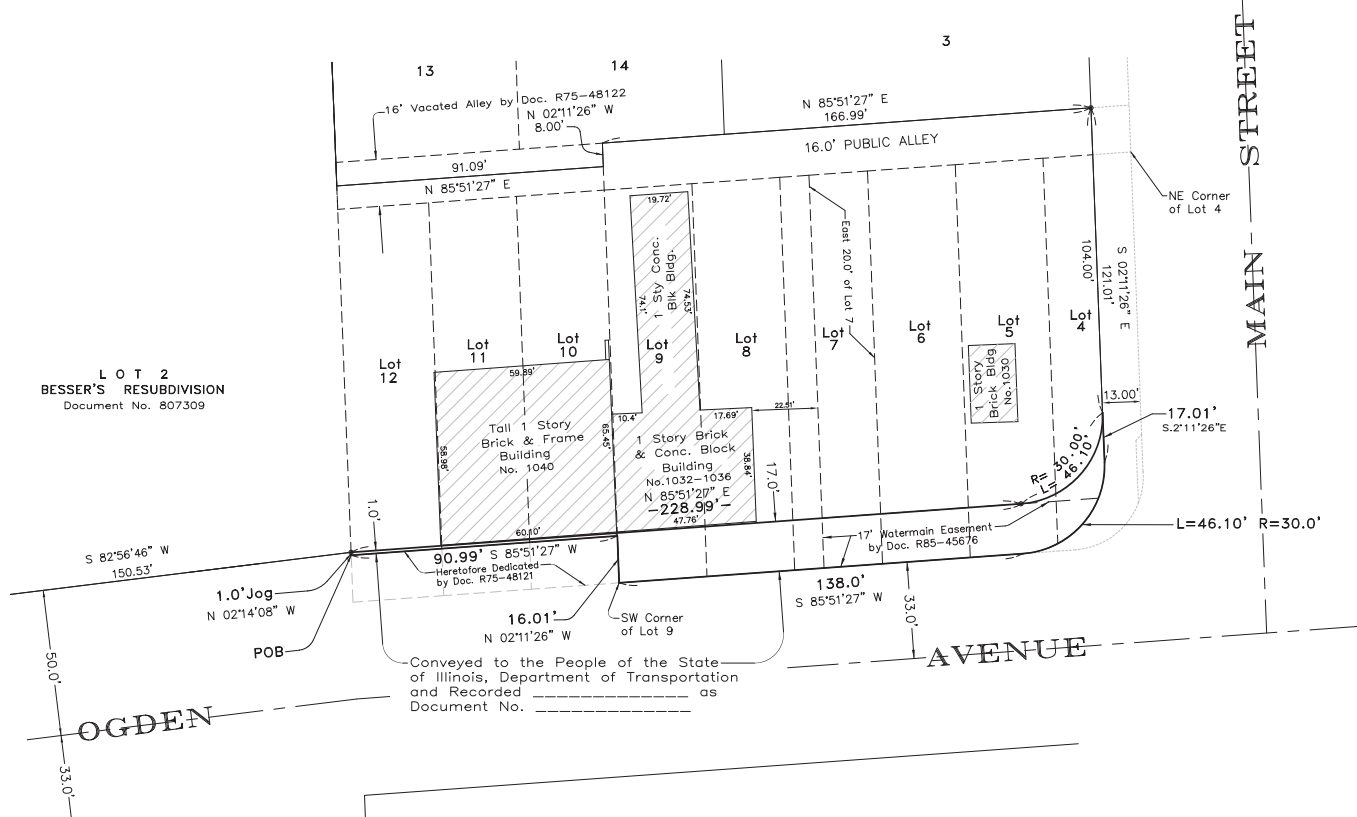 3
13
14
16' Vacated Alley by Doc. R75-48122
N 02°11'26" W
8.00'
N 85°51'27" E
166.99'
16.0' PUBLIC ALLEY
91.09'
N 85°51'27" E
MAIN STREET
NE Corner
of Lot 4
19.72'
1 Sty Conc.
Blk Bldg.
74.1'
74.53'
East 20.0' of Lot 7
104.00'
S 02°11'26" E
121.01'
Lot
12
Lot
11
Lot
10
Lot
9
Lot
8
Lot
7
Lot
6
Lot
5
Lot
4
LOT 2
BESSER'S RESUBDIVISION
Document No. 807309
59.89'
Tall 1 Story
Brick & Frame
Building
No. 1040
58.98'
65.45'
60.10'
10.4'
17.69'
22.51'
1 Story Brick
& Conc. Block
Building
No.1032-1036
N 85°51'27" E
-228.99'-
47.76'
38.84'
17.0'
1 Story
Brick Bldg.
No.1030
13.00'
17.01'
S.2°11'26"E
R= 30.00'
L= 46.10'
L=46.10' R=30.0'
1.0'
S 82°56'46" W
150.53'
90.99' S 85°51'27" W
Heretofore Dedicated
by Doc. R75-48121
17' Watermain Easement
by Doc. R85-45676
1.0'Jog
N 02°14'08" W
POB
16.01'
N 02°11'26" W
SW Corner
of Lot 9
138.0'
S 85°51'27" W
33.0'
50.0'
Conveyed to the People of the State
of Illinois, Department of Transportation
and Recorded ______________ as
Document No. ______________
OGDEN AVENUE
33.0'